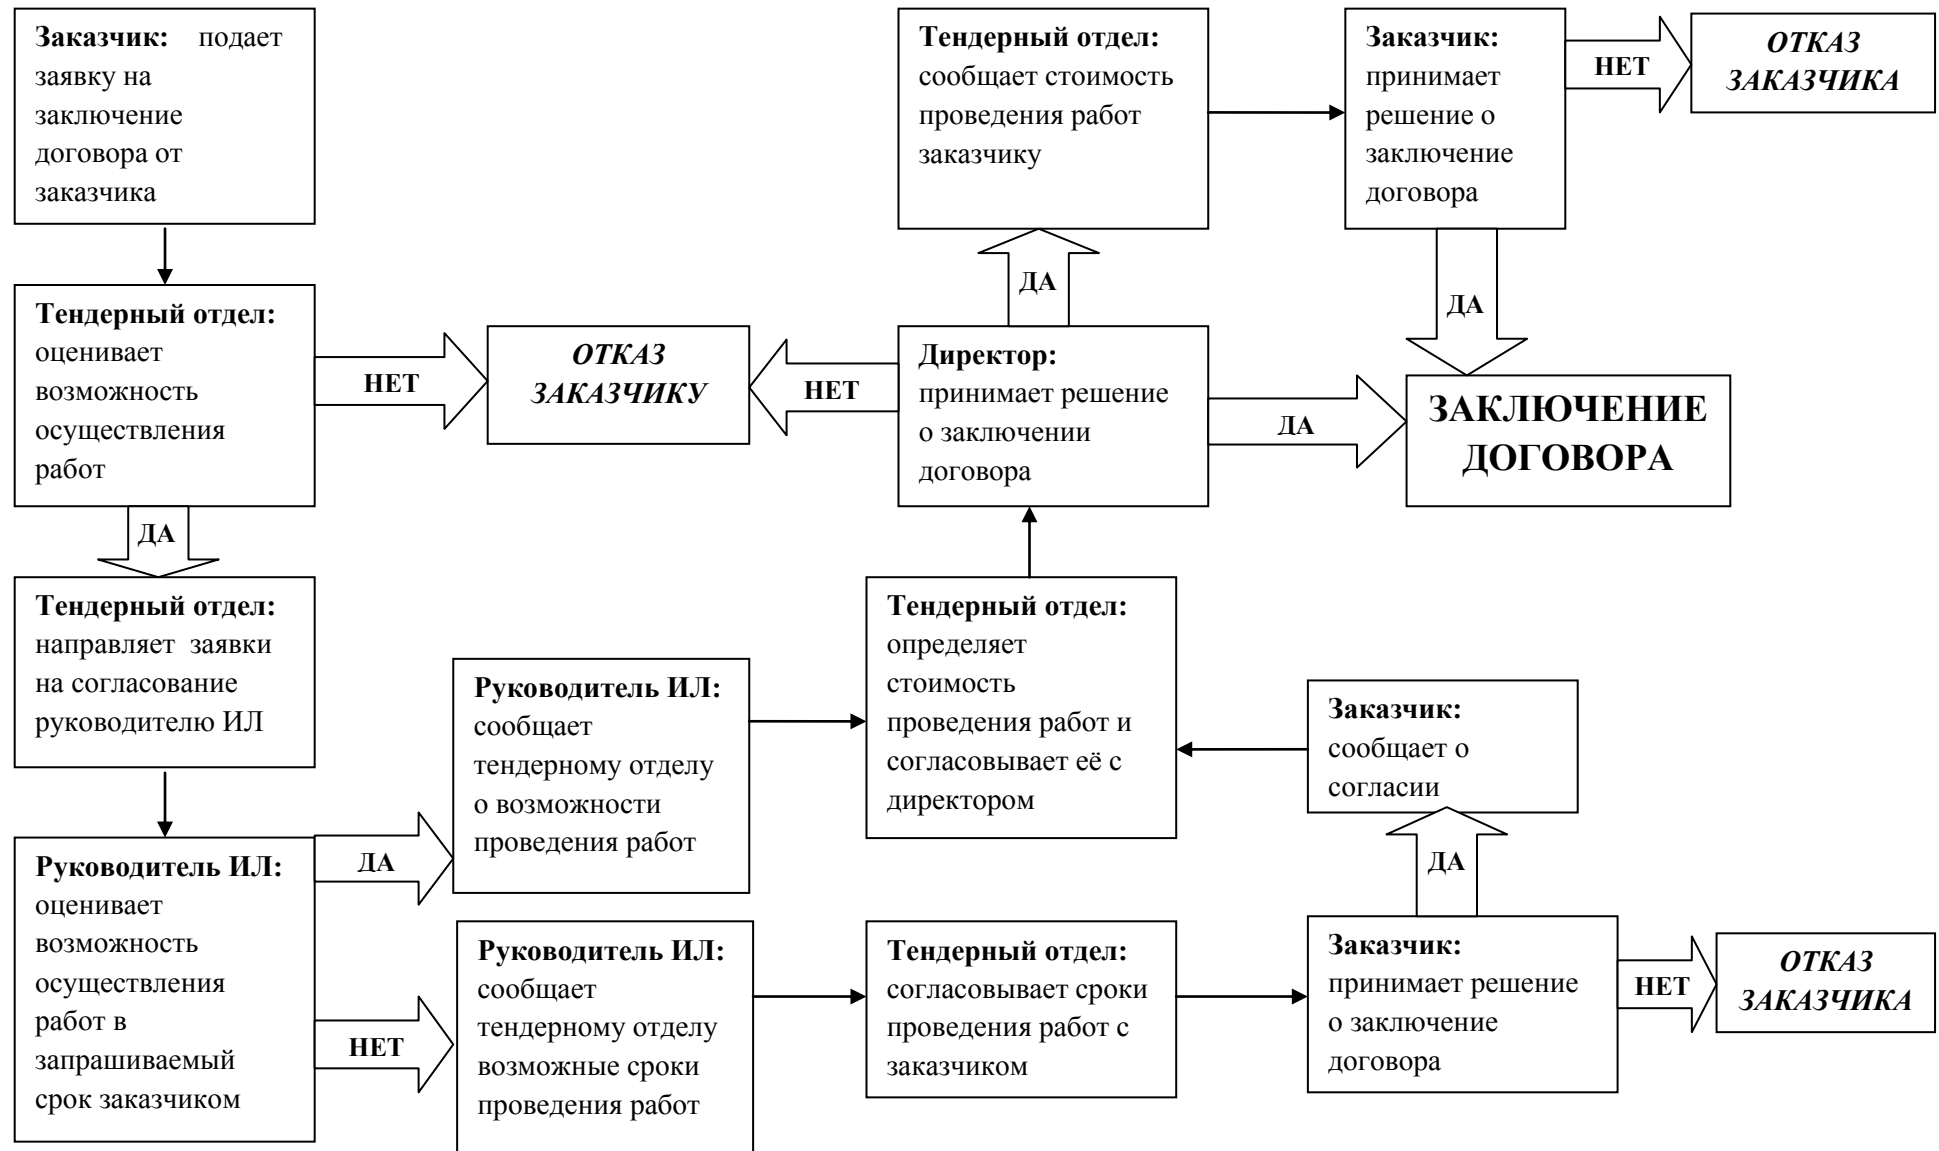 Заказчик: подает
заявку на
заключение
договора от
заказчика
Тендерный отдел:
сообщает стоимость
проведения работ
заказчику
Заказчик:
принимает
решение о
заключение
договора
НЕТ
ОТКАЗ
ЗАКАЗЧИКА
ДА
ДА
Тендерный отдел:
оценивает
возможность
осуществления
работ
НЕТ
ОТКАЗ
ЗАКАЗЧИКУ
НЕТ
Директор:
принимает решение
о заключении
договора
ДА
ЗАКЛЮЧЕНИЕ
ДОГОВОРА
ДА
Тендерный отдел:
направляет заявки
на согласование
руководителю ИЛ
Руководитель ИЛ:
сообщает
тендерному отделу
о возможности
проведения работ
Тендерный отдел:
определяет
стоимость
проведения работ и
согласовывает её с
директором
Заказчик:
сообщает о
согласии
Руководитель ИЛ:
оценивает
возможность
осуществления
работ в
запрашиваемый
срок заказчиком
ДА
ДА
НЕТ
Руководитель ИЛ:
сообщает
тендерному отделу
возможные сроки
проведения работ
Тендерный отдел:
согласовывает сроки
проведения работ с
заказчиком
Заказчик:
принимает решение
о заключение
договора
НЕТ
ОТКАЗ
ЗАКАЗЧИКА